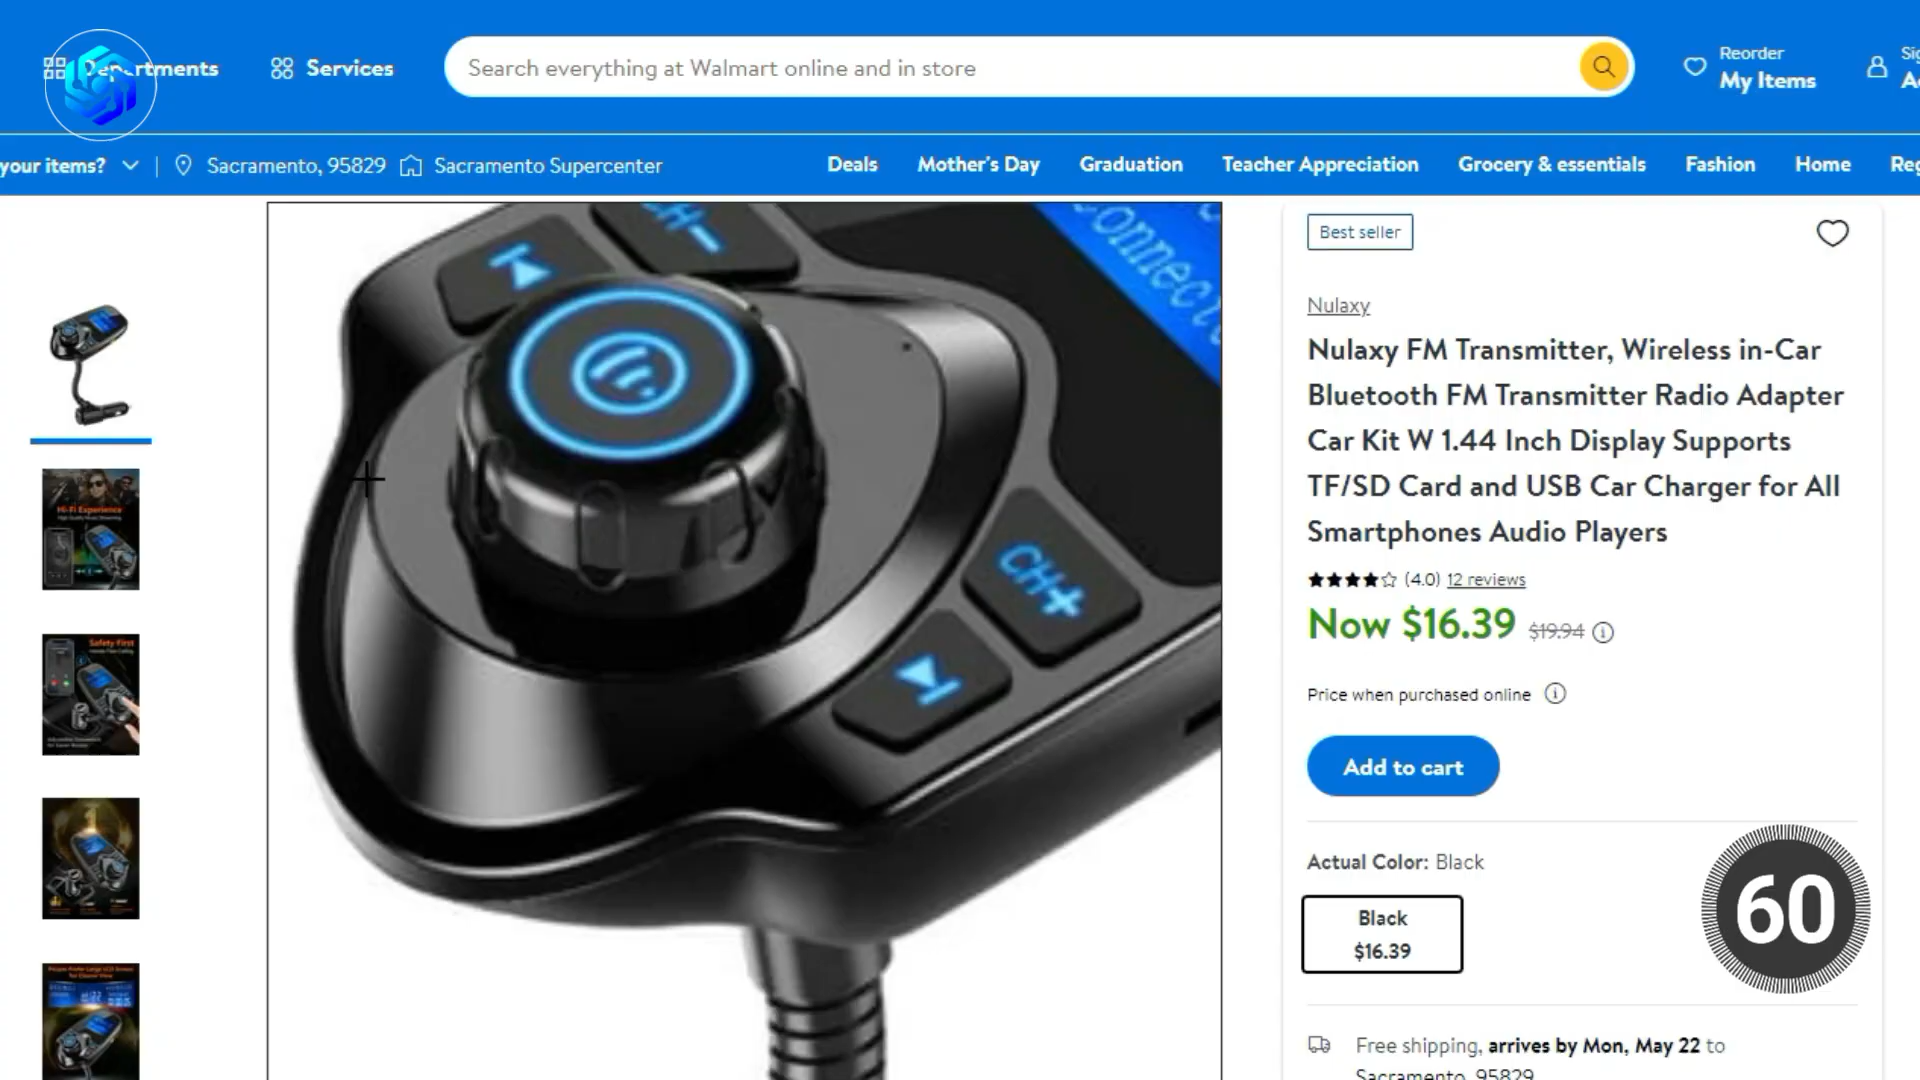 Departments
Services
Search everything at Walmart online and in store
Reorder
My Items
your items?
Sacramento, 95829
Sacramento Supercenter
Deals
Mother's Day
Graduation
Teacher Appreciation
Grocery & essentials
Fashion
Home
CH-
CH+
Hi-Fi Experience
Safety First
Best seller
Nulaxy
Nulaxy FM Transmitter, Wireless in-Car
Bluetooth FM Transmitter Radio Adapter
Car Kit W 1.44 Inch Display Supports
TF/SD Card and USB Car Charger for All
Smartphones Audio Players
(4.0) 12 reviews
Now $16.39 $19.94
Price when purchased online
Add to cart
Actual Color: Black
Black
$16.39
60
Free shipping, arrives by Mon, May 22 to
Sacramento, 95829